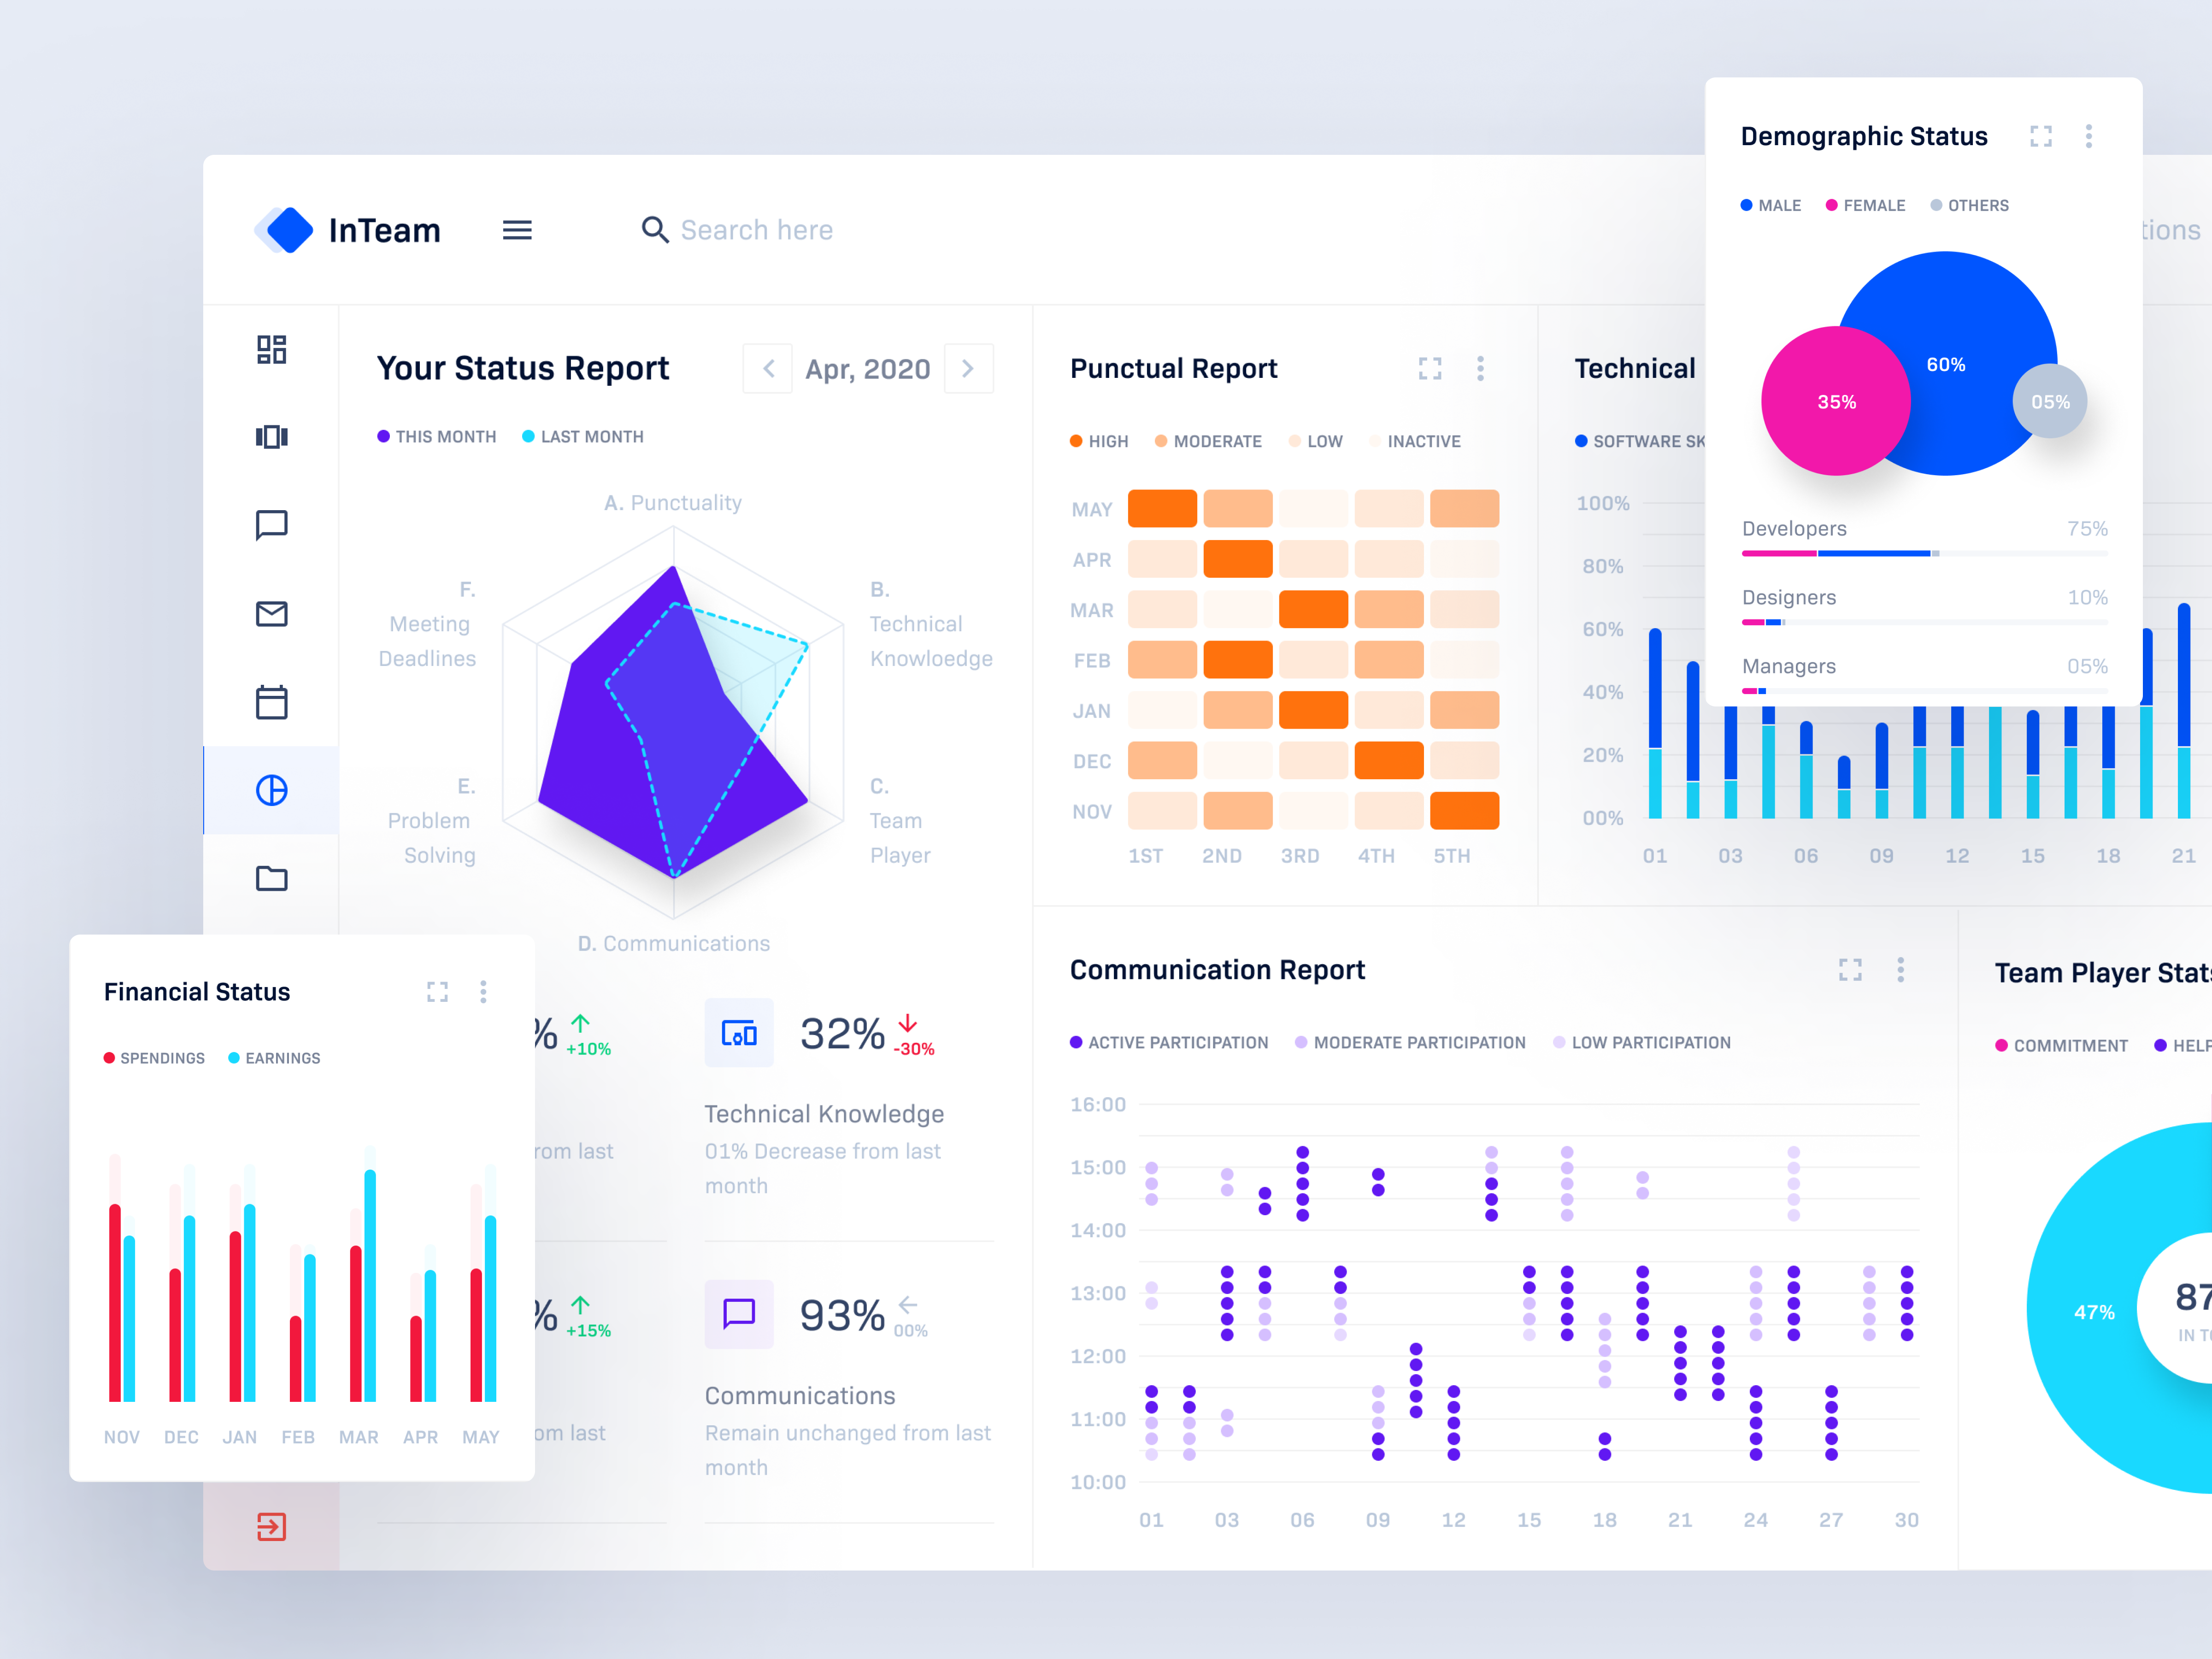 InTeam
Search here
tions
Demographic Status
MALE FEMALE OTHERS
60%
35%
05%
Developers 75%
Designers 10%
Managers 05%
Your Status Report
Apr, 2020
THIS MONTH LAST MONTH
A. Punctuality
B.
Technical
Knowloedge
C.
Team
Player
D. Communications
E.
Problem
Solving
F.
Meeting
Deadlines
Punctual Report
HIGH MODERATE LOW INACTIVE
MAY
APR
MAR
FEB
JAN
DEC
NOV
1ST 2ND 3RD 4TH 5TH
Technical
SOFTWARE SK
100%
80%
60%
40%
20%
00%
01 03 06 09 12 15 18 21
Financial Status
SPENDINGS EARNINGS
NOV DEC JAN FEB MAR APR MAY
% +10%
rom last
32% -30%
Technical Knowledge
01% Decrease from last
month
% +15%
om last
93% 00%
Communications
Remain unchanged from last
month
Communication Report
ACTIVE PARTICIPATION MODERATE PARTICIPATION LOW PARTICIPATION
16:00
15:00
14:00
13:00
12:00
11:00
10:00
01 03 06 09 12 15 18 21 24 27 30
Team Player Stat
COMMITMENT HELP
47%
87
IN T